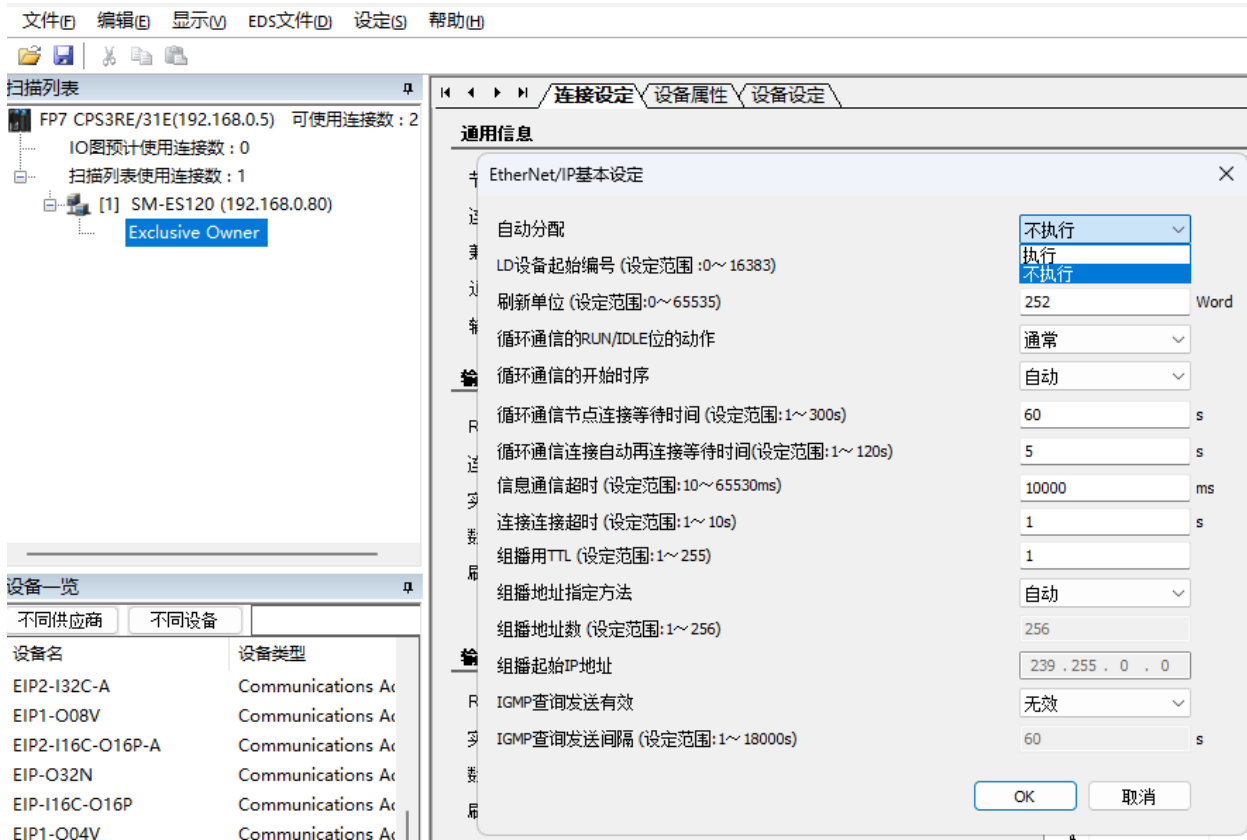 文件(F) 编辑(E) 显示(V) EDS文件(D) 设定(S) 帮助(H)
扫描列表
FP7 CPS3RE/31E(192.168.0.5) 可使用连接数 : 2
IO图预计使用连接数 : 0
扫描列表使用连接数 : 1
[1] SM-ES120 (192.168.0.80)
Exclusive Owner
设备一览
不同供应商 不同设备
设备名 设备类型
EIP2-I32C-A Communications
EIP1-O08V Communications
EIP2-I16C-O16P-A Communications
EIP-O32N Communications
EIP-I16C-O16P Communications
EIP1-O04V Communications
连接设定 设备属性 设备设定
通用信息
EtherNet/IP基本设定
自动分配 不执行
执行
不执行
LD设备起始编号 (设定范围 :0～16383)
刷新单位 (设定范围:0～65535) 252 Word
循环通信的RUN/IDLE位的动作 通常
循环通信的开始时序 自动
循环通信节点连接等待时间 (设定范围:1～300s) 60 s
循环通信连接自动再连接等待时间(设定范围:1～120s) 5 s
信息通信超时 (设定范围:10～65530ms) 10000 ms
连接连接超时 (设定范围:1～10s) 1 s
组播用TTL (设定范围:1～255) 1
组播地址指定方法 自动
组播地址数 (设定范围:1～256) 256
组播起始IP地址 239 . 255 . 0 . 0
IGMP查询发送有效 无效
IGMP查询发送间隔 (设定范围:1～18000s) 60 s
OK 取消